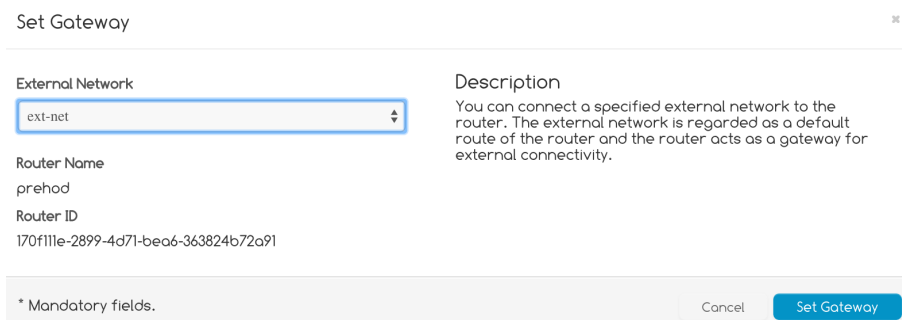 Set Gateway
×
External Network
ext-net
Router Name
prehod
Router ID
170f111e-2899-4d71-bea6-363824b72a91
Description
You can connect a specified external network to the
router. The external network is regarded as a default
route of the router and the router acts as a gateway for
external connectivity.
* Mandatory fields.
Cancel
Set Gateway